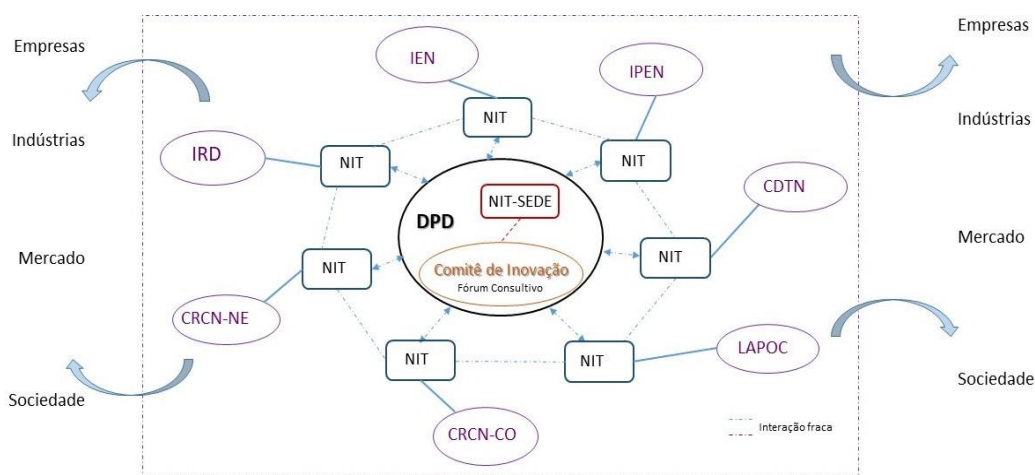 Empresas
Indústrias
Mercado
Sociedade
IEN
IPEN
NIT
NIT
NIT
IRD
CDTN
NIT-SEDE
DPD
Comitê de Inovação
Fórum Consultivo
NIT
NIT
CRCN-NE
NIT
NIT
LAPOC
CRCN-CO
Interação fraca
Empresas
Indústrias
Mercado
Sociedade